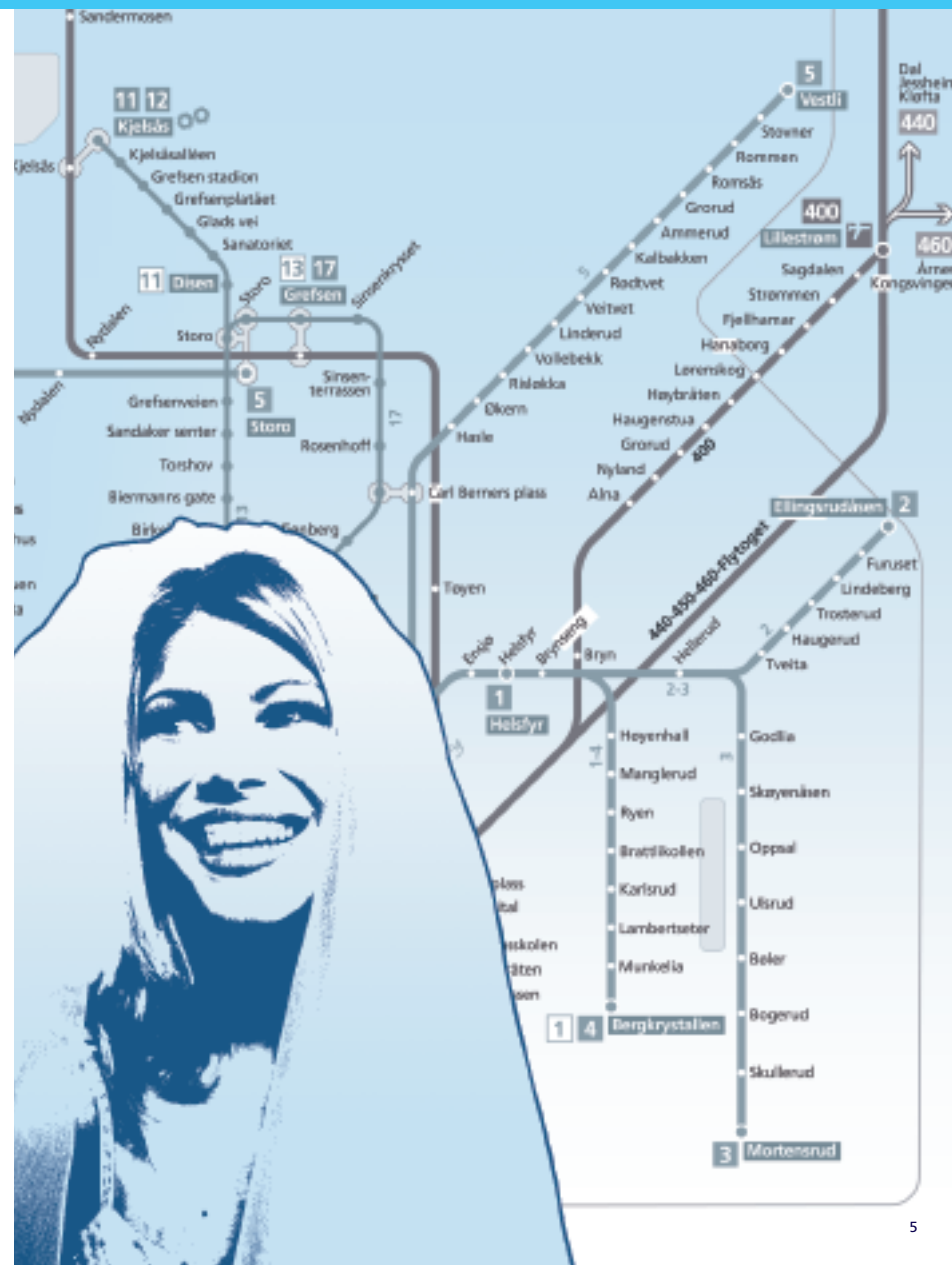 Sandermosen
11 12
Kjelsås
Kjelsås
Kjelsåsalléen
Grefsen stadion
Grefsenplatået
Glads vei
Sanatoriet
11 Disen
Storo
13 17
Grefsen
Sinsenkrysset
Storo
Nydalen
Nydalen
5
Storo
Sinsen-
terrassen
17
Grefsenveien
Sandaker senter
Torshov
Biermanns gate
Rosenhoff
Carl Berners plass
Tøyen
5
Vestli
Stovner
Rommen
Romsås
Grorud
Ammerud
Kalbakken
5
Rødtvet
Veitvet
Linderud
Vollebekk
Risløkka
Økern
Hasle
Dal
Jessheim
Kløfta
440
400
Lillestrøm
460
Årnes
Kongsvinger
Sagdalen
Strømmen
Fjellhamar
Hanaborg
Lørenskog
Høybråten
Haugenstua
Grorud
400
Nyland
Alna
Ellingsrudåsen 2
Furuset
Lindeberg
Trosterud
2
Haugerud
Tveita
440-450-460-Flytoget
Hellerud
2-3
Ensjø
Helsfyr
Brynseng
Bryn
1
Helsfyr
1-4
Høyenhall
Manglerud
Ryen
Brattlikollen
Karlsrud
Lambertseter
Munkelia
1 4 Bergkrystallen
3
Godlia
Skøyenåsen
Oppsal
Ulsrud
Bøler
Bogerud
Skullerud
3 Mortensrud
plass
5